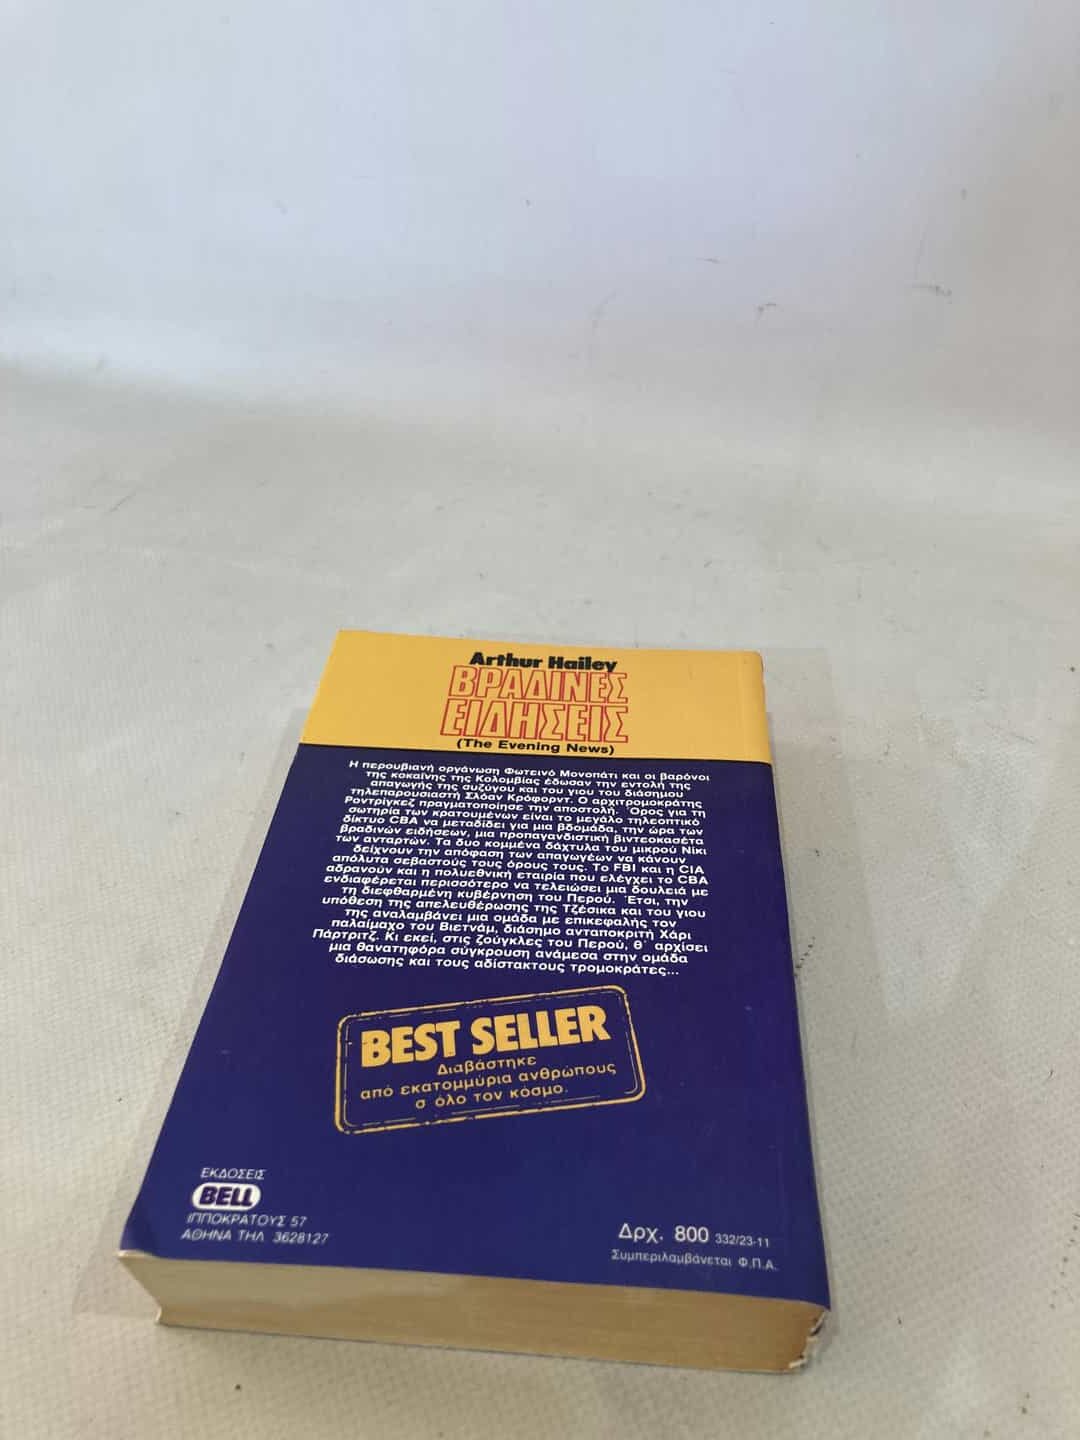 Arthur Hailey
ΒΡΑΔΙΝΕΣ
ΕΙΔΗΣΕΙΣ
(The Evening News)
Η περουβιανή οργάνωση Φωτεινό Μονοπάτι και οι βαρόνοι
της κοκαΐνης της Κολομβίας έδωσαν την εντολή της
απαγωγής της συζύγου και του γιου του διάσημου
τηλεπαρουσιαστή Σλόαν Κρόφορντ. Ο αρχιτρομοκράτης
Ροντρίγκεζ πραγματοποίησε την αποστολή. Όρος για τη
σωτηρία των κρατουμένων είναι το μεγάλο τηλεοπτικό
δίκτυο CBA να μεταδίδει για μια βδομάδα, την ώρα των
βραδινών ειδήσεων, μια προπαγανδιστική βιντεοκασέτα
των ανταρτών. Τα δυο κομμένα δάχτυλα του μικρού Νίκι
δείχνουν την απόφαση των απαγωγέων να κάνουν
απόλυτα σεβαστούς τους όρους τους. Το FBI και η CIA
αδρανούν και η πολυεθνική εταιρία που ελέγχει το CBA
ενδιαφέρεται περισσότερο να τελειώσει μια δουλειά με
τη διεφθαρμένη κυβέρνηση του Περού. Έτσι, την
υπόθεση της απελευθέρωσης της Τζέσικα και του γιου
της αναλαμβάνει μια ομάδα με επικεφαλής τον
παλαίμαχο του Βιετνάμ, διάσημο ανταποκριτή Χάρι
Πάρτριτζ. Κι εκεί, στις ζούγκλες του Περού, θ' αρχίσει
μια θανατηφόρα σύγκρουση ανάμεσα στην ομάδα
διάσωσης και τους αδίστακτους τρομοκράτες...
BEST SELLER
Διαβάστηκε
από εκατομμύρια ανθρώπους
σ όλο τον κόσμο.
ΕΚΔΟΣΕΙΣ
BELL
ΙΠΠΟΚΡΑΤΟΥΣ 57
ΑΘΗΝΑ ΤΗΛ. 3628127
Δρχ. 800 332/23-11
Συμπεριλαμβάνεται Φ.Π.Α.